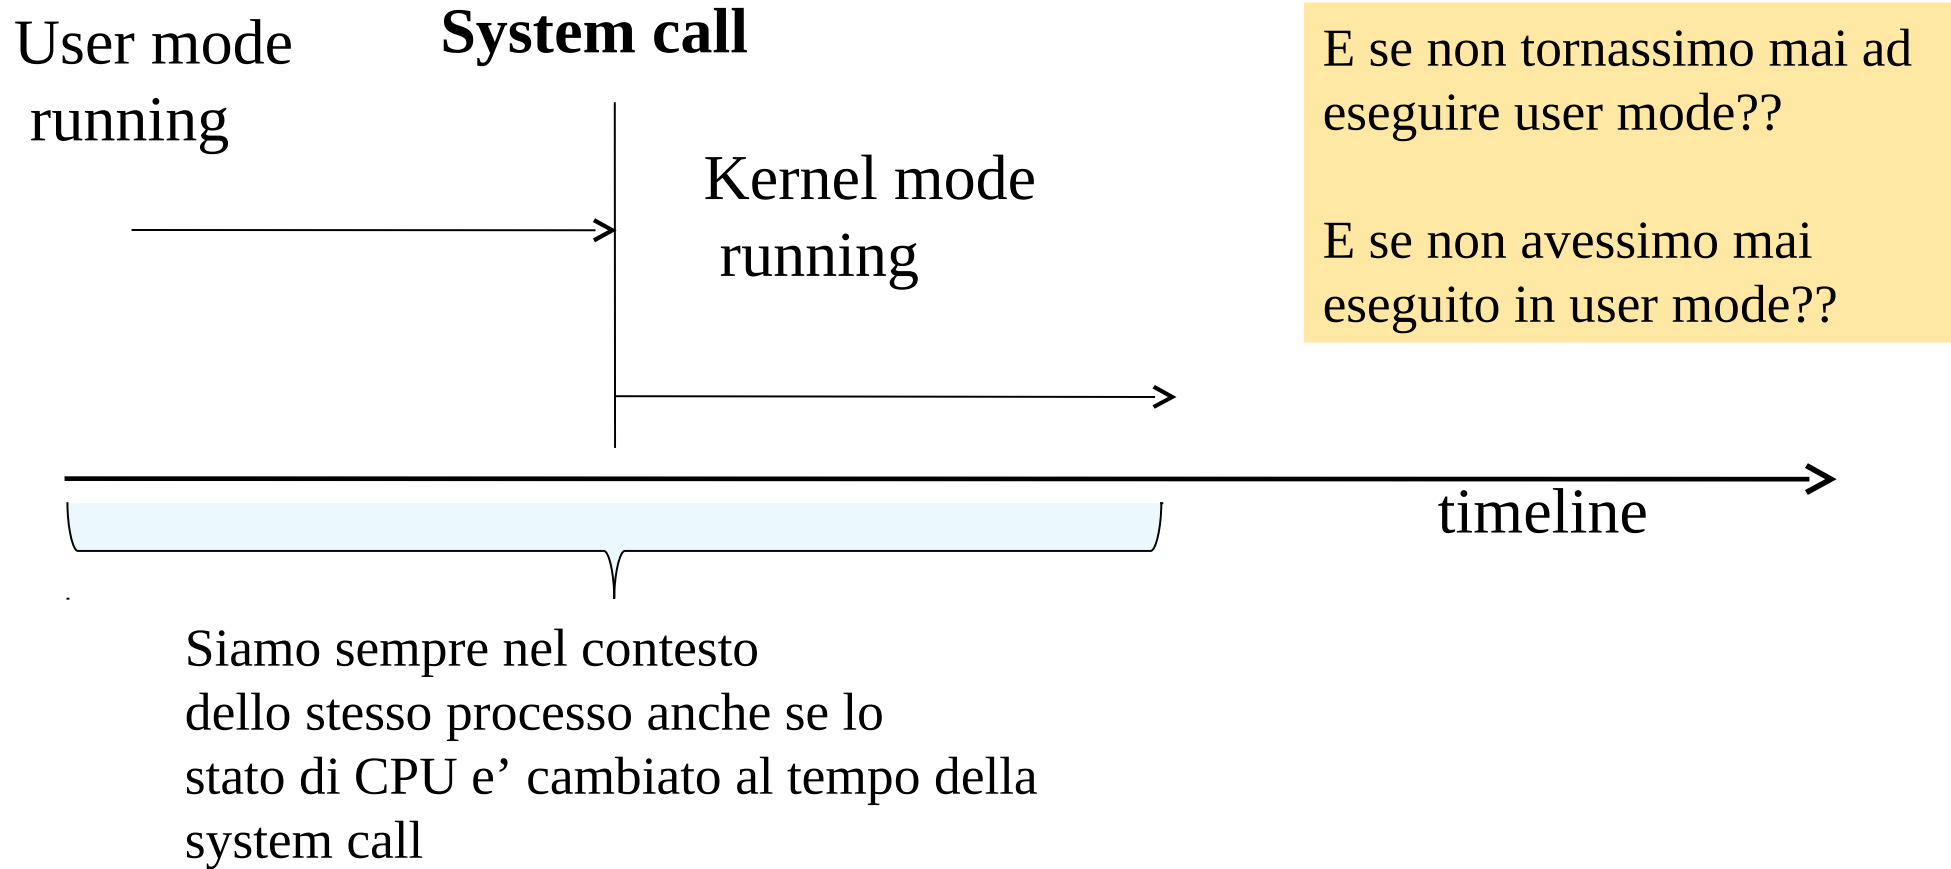 User mode
running
System call
Kernel mode
running
E se non tornassimo mai ad
eseguire user mode??
E se non avessimo mai
eseguito in user mode??
timeline
Siamo sempre nel contesto
dello stesso processo anche se lo
stato di CPU e’ cambiato al tempo della
system call